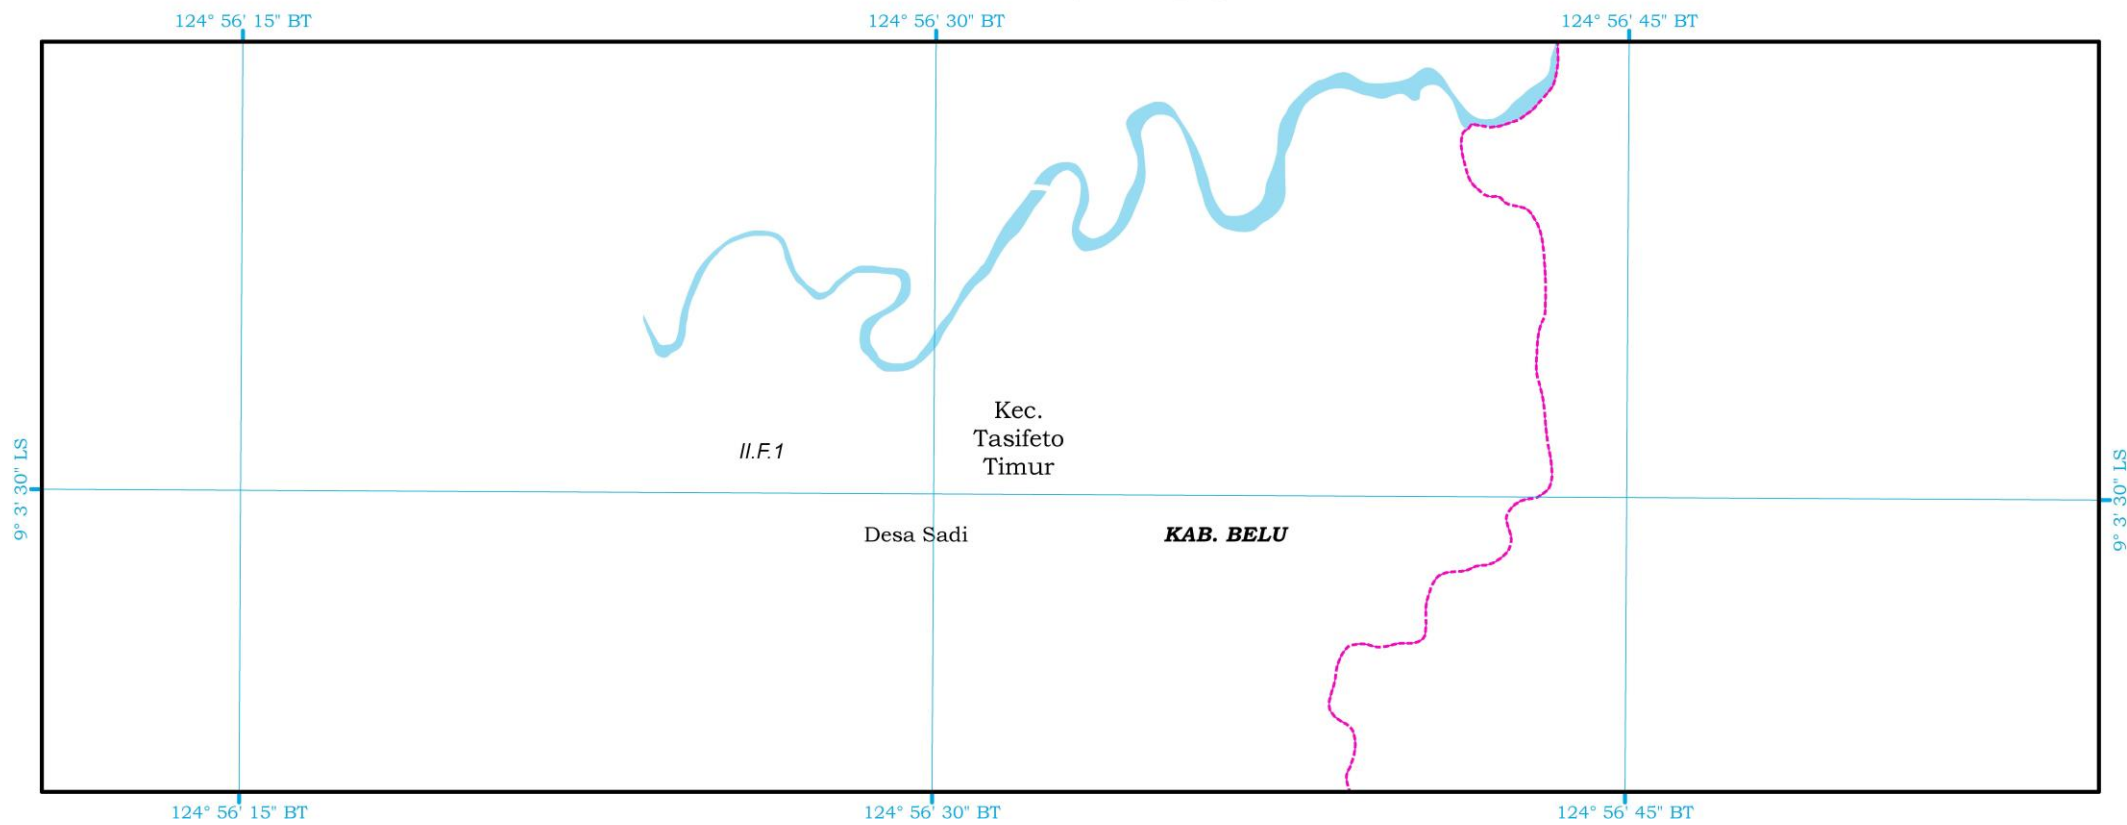 124° 56' 15" BT
124° 56' 30" BT
124° 56' 45" BT
Kec.
Tasifeto
Timur
II.F.1
9° 3' 30" LS
9° 3' 30" LS
Desa Sadi
KAB. BELU
124° 56' 15" BT
124° 56' 30" BT
124° 56' 45" BT